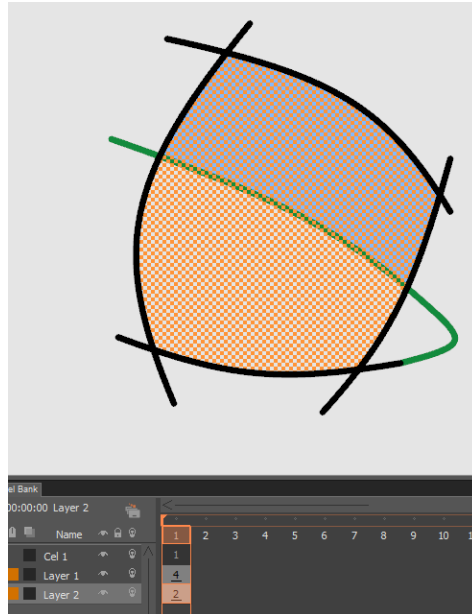 el Bank
00:00:00 Layer 2
Name
1 2 3 4 5 6 7 8 9 10 1
Cel 1 1
Layer 1 4
Layer 2 2